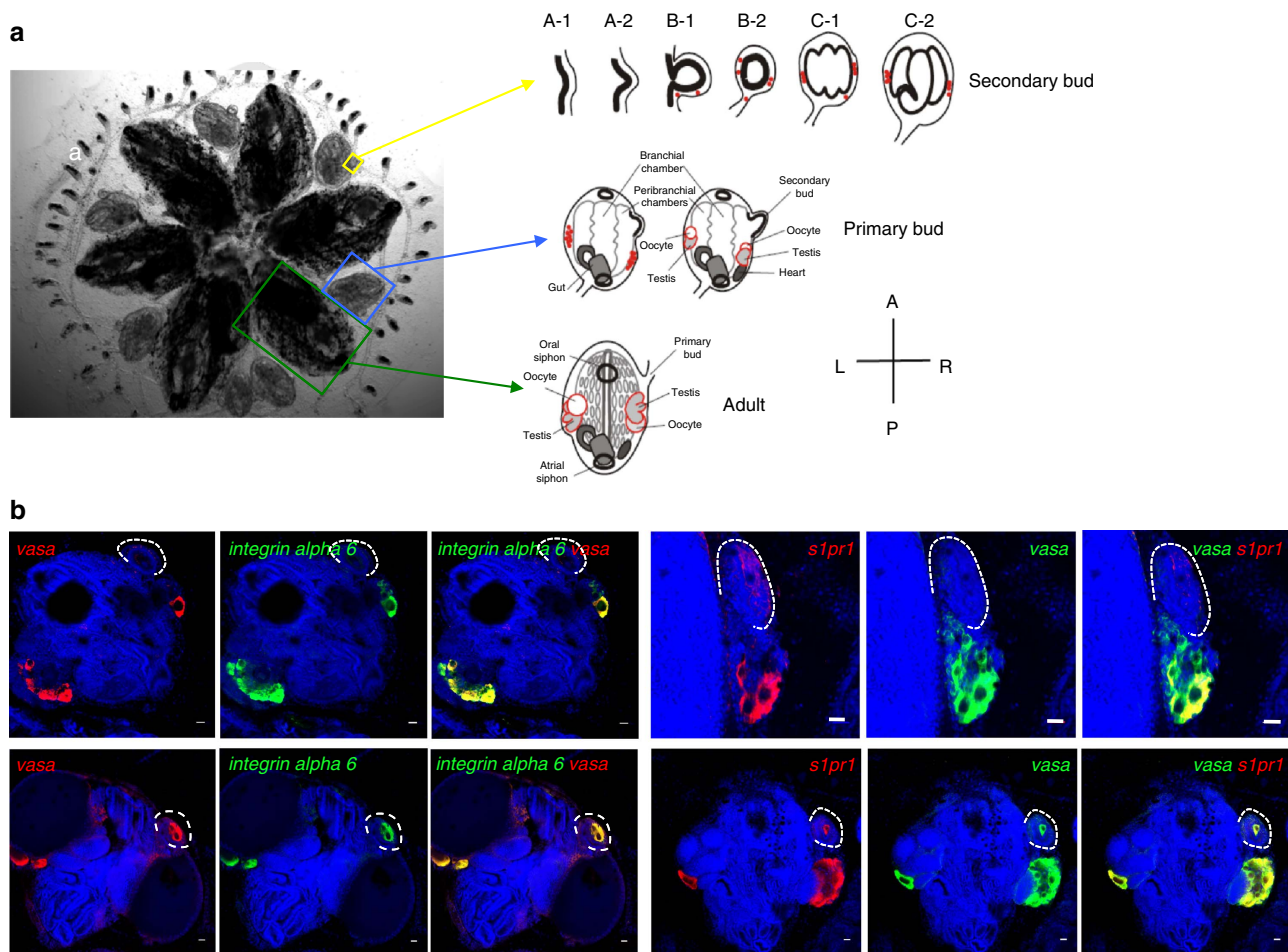 a
A-1 A-2 B-1 B-2 C-1 C-2
Secondary bud
a
Branchial
chamber
Peribranchial
chambers
Secondary
bud
Oocyte
Oocyte
Testis
Testis
Heart
Gut
Primary bud
A
L R
P
Oral
siphon
Primary
bud
Oocyte
Testis
Testis
Oocyte
Atrial
siphon
Adult
b
vasa
integrin alpha 6
integrin alpha 6 vasa
s1pr1
vasa
vasa s1pr1
vasa
integrin alpha 6
integrin alpha 6 vasa
s1pr1
vasa
vasa s1pr1